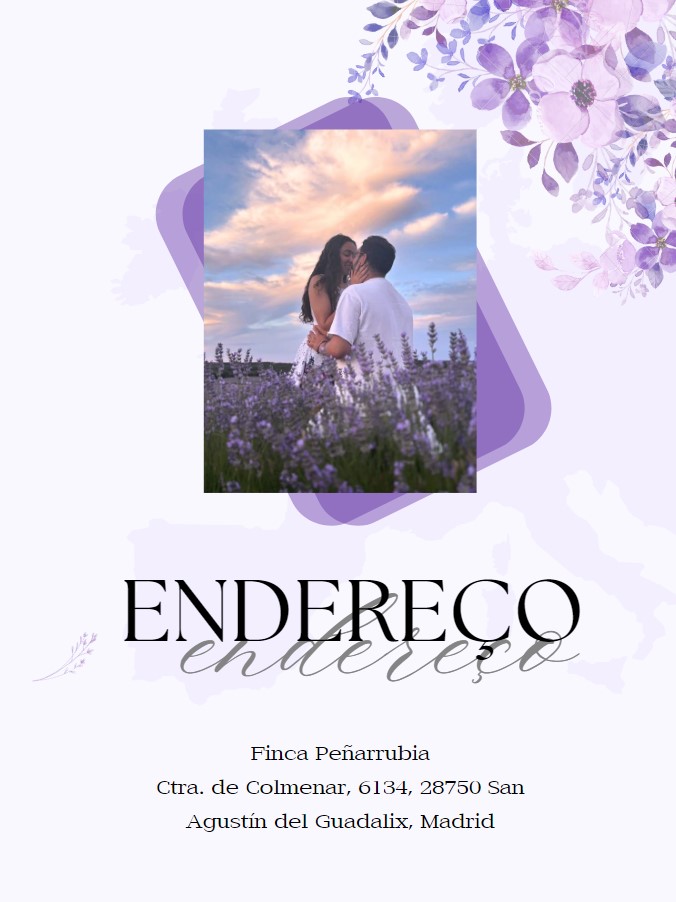 ENDEREÇO
endereço
Finca Peñarrubia
Ctra. de Colmenar, 6134, 28750 San
Agustín del Guadalix, Madrid